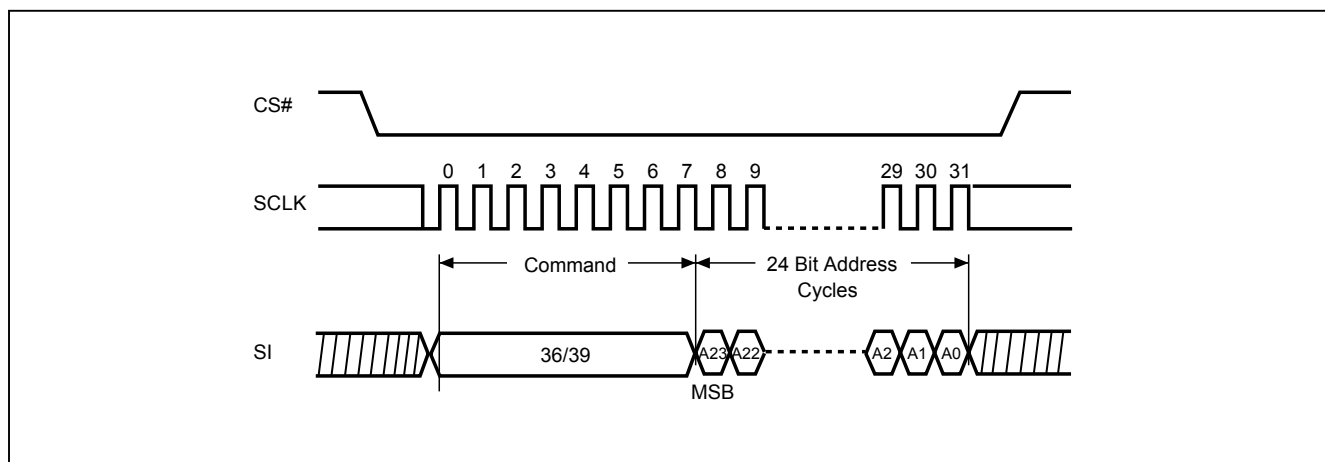 CS#
0 1 2 3 4 5 6 7 8 9 29 30 31
SCLK
Command
24 Bit Address
Cycles
SI
36/39
A23 A22 A2 A1 A0
MSB